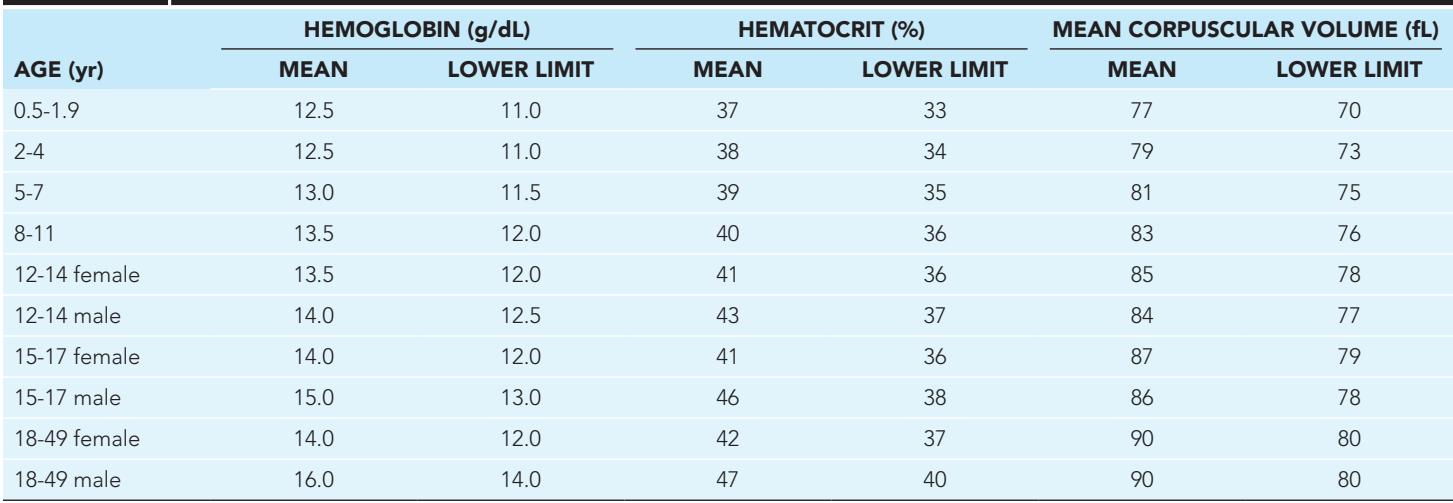 HEMOGLOBIN (g/dL) HEMATOCRIT (%) MEAN CORPUSCULAR VOLUME (fL)
AGE (yr) MEAN LOWER LIMIT MEAN LOWER LIMIT MEAN LOWER LIMIT
0.5-1.9 12.5 11.0 37 33 77 70
2-4 12.5 11.0 38 34 79 73
5-7 13.0 11.5 39 35 81 75
8-11 13.5 12.0 40 36 83 76
12-14 female 13.5 12.0 41 36 85 78
12-14 male 14.0 12.5 43 37 84 77
15-17 female 14.0 12.0 41 36 87 79
15-17 male 15.0 13.0 46 38 86 78
18-49 female 14.0 12.0 42 37 90 80
18-49 male 16.0 14.0 47 40 90 80